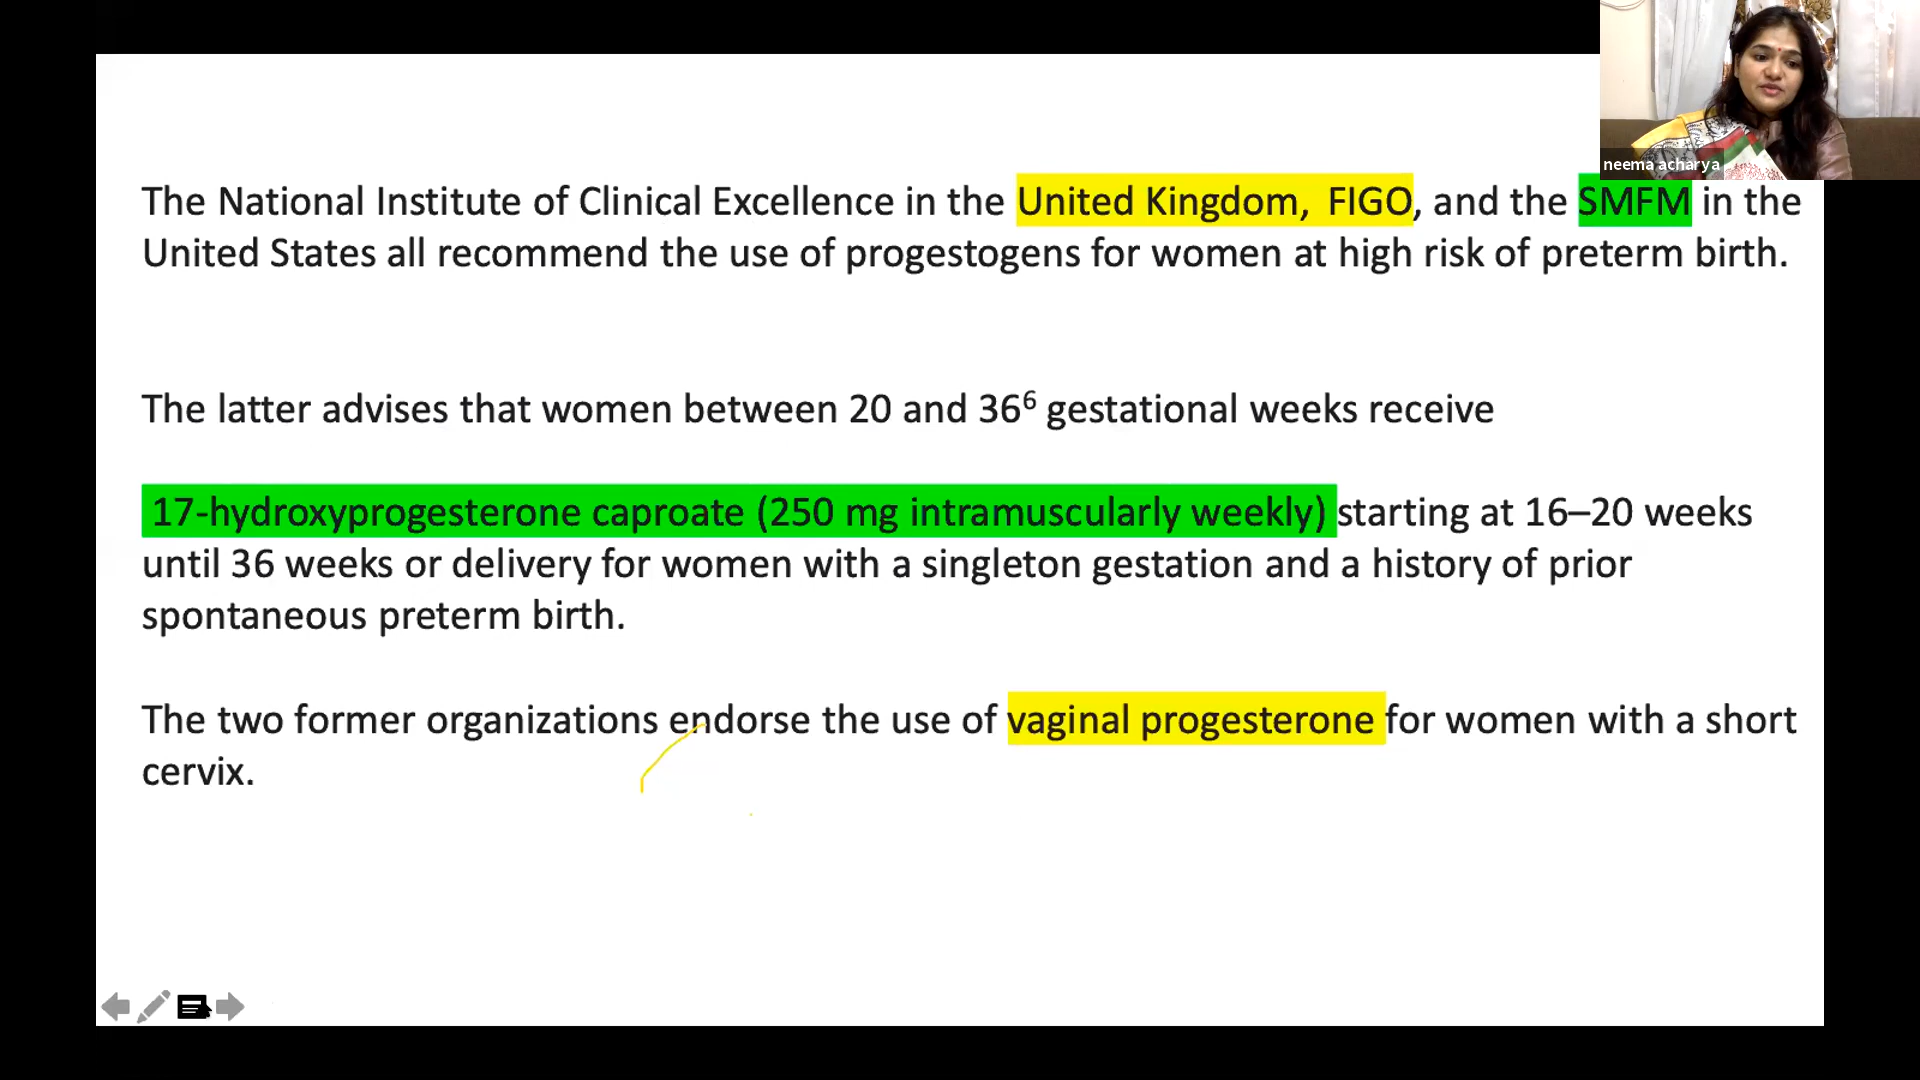 neema acharya
The National Institute of Clinical Excellence in the United Kingdom, FIGO, and the SMFM in the
United States all recommend the use of progestogens for women at high risk of preterm birth.
The latter advises that women between 20 and 36⁶ gestational weeks receive
17-hydroxyprogesterone caproate (250 mg intramuscularly weekly) starting at 16–20 weeks
until 36 weeks or delivery for women with a singleton gestation and a history of prior
spontaneous preterm birth.
The two former organizations endorse the use of vaginal progesterone for women with a short
cervix.